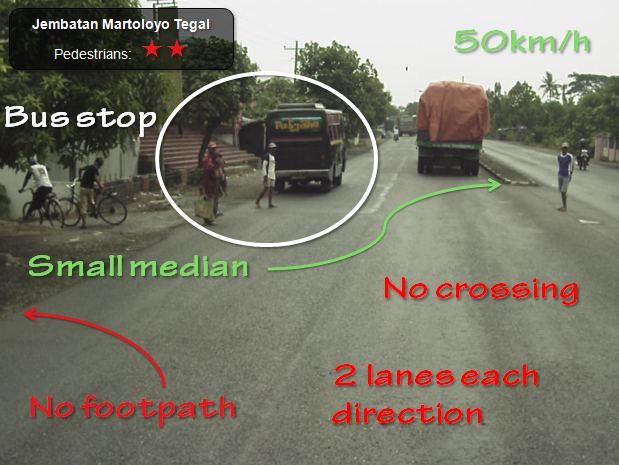 Jembatan Martoloyo Tegal
Pedestrians:
50km/h
Bus stop
Small median
No crossing
2 lanes each
direction
No footpath